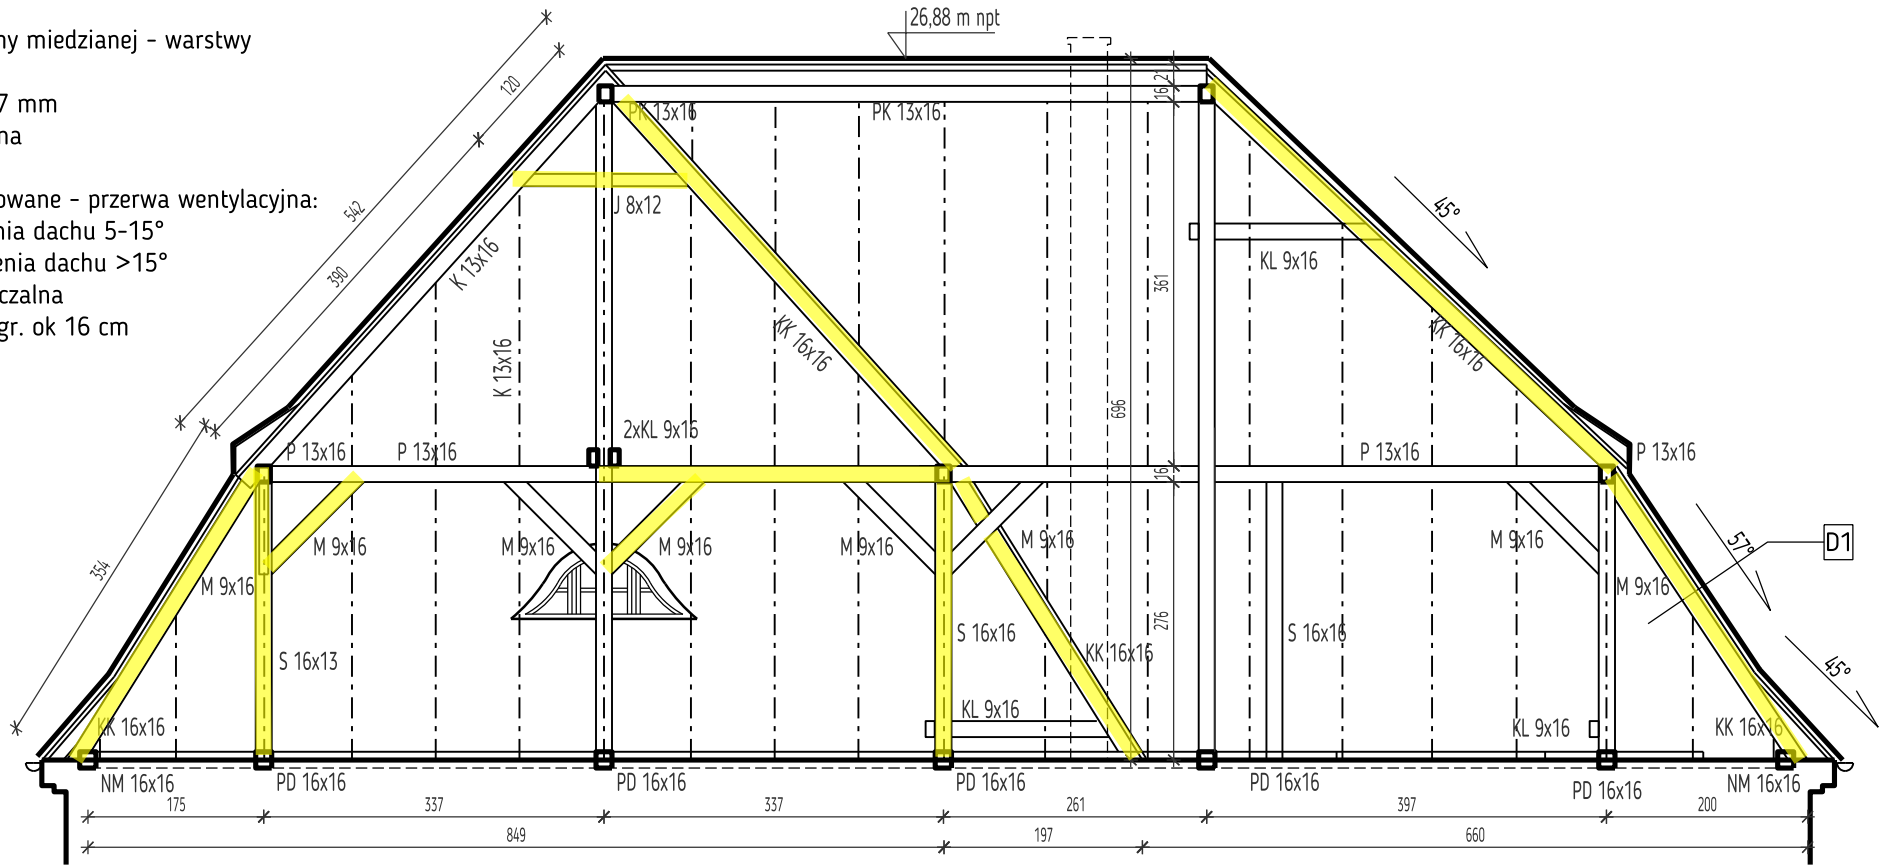 ny miedzianej - warstwy
7 mm
na
owane - przerwa wentylacyjna:
nia dachu 5-15°
enia dachu >15°
czalna
gr. ok 16 cm
26,88 m npt
120
542
390
354
PK 13x16
PK 13x16
21
16
J 8x12
K 13x16
K 13x16
KK 16x16
KL 9x16
45°
361
KK 16x16
696
2xKL 9x16
P 13x16
P 13x16
P 13x16
P 13x16
16
M 9x16
M 9x16
M 9x16
M 9x16
M 9x16
M 9x16
57°
D1
M 9x16
M 9x16
276
S 16x13
S 16x16
S 16x16
KK 16x16
45°
KK 16x16
KL 9x16
KL 9x16
KK 16x16
NM 16x16
PD 16x16
PD 16x16
PD 16x16
PD 16x16
PD 16x16
NM 16x16
175
337
337
261
397
200
849
197
660